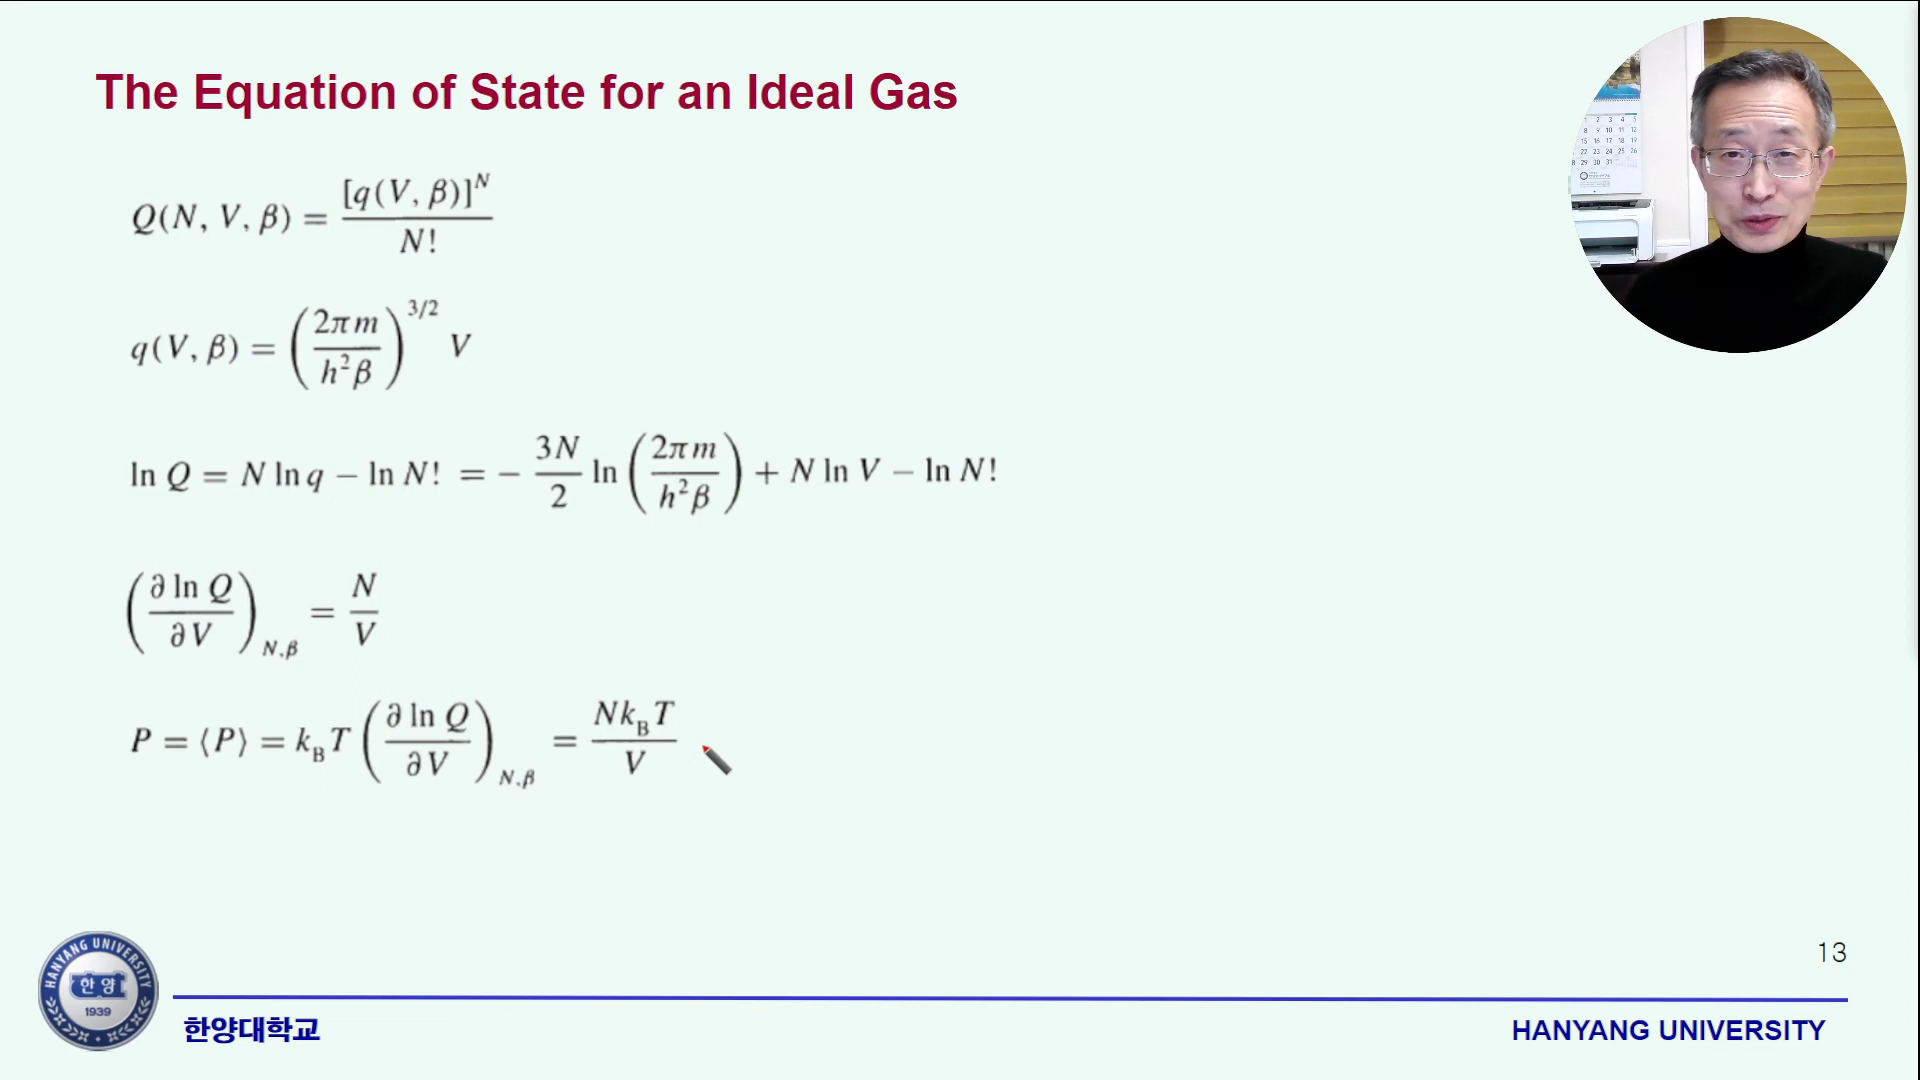 The Equation of State for an Ideal Gas
Q(N, V, β) = [q(V, β)]^N / N!
q(V, β) = (2πm / h²β)^3/2 V
ln Q = N ln q − ln N! = − 3N/2 ln (2πm / h²β) + N ln V − ln N!
(∂ ln Q / ∂V)_N,β = N / V
P = ⟨P⟩ = k_B T (∂ ln Q / ∂V)_N,β = N k_B T / V
13
HANYANG UNIVERSITY
한양
1939
한양대학교
HANYANG UNIVERSITY